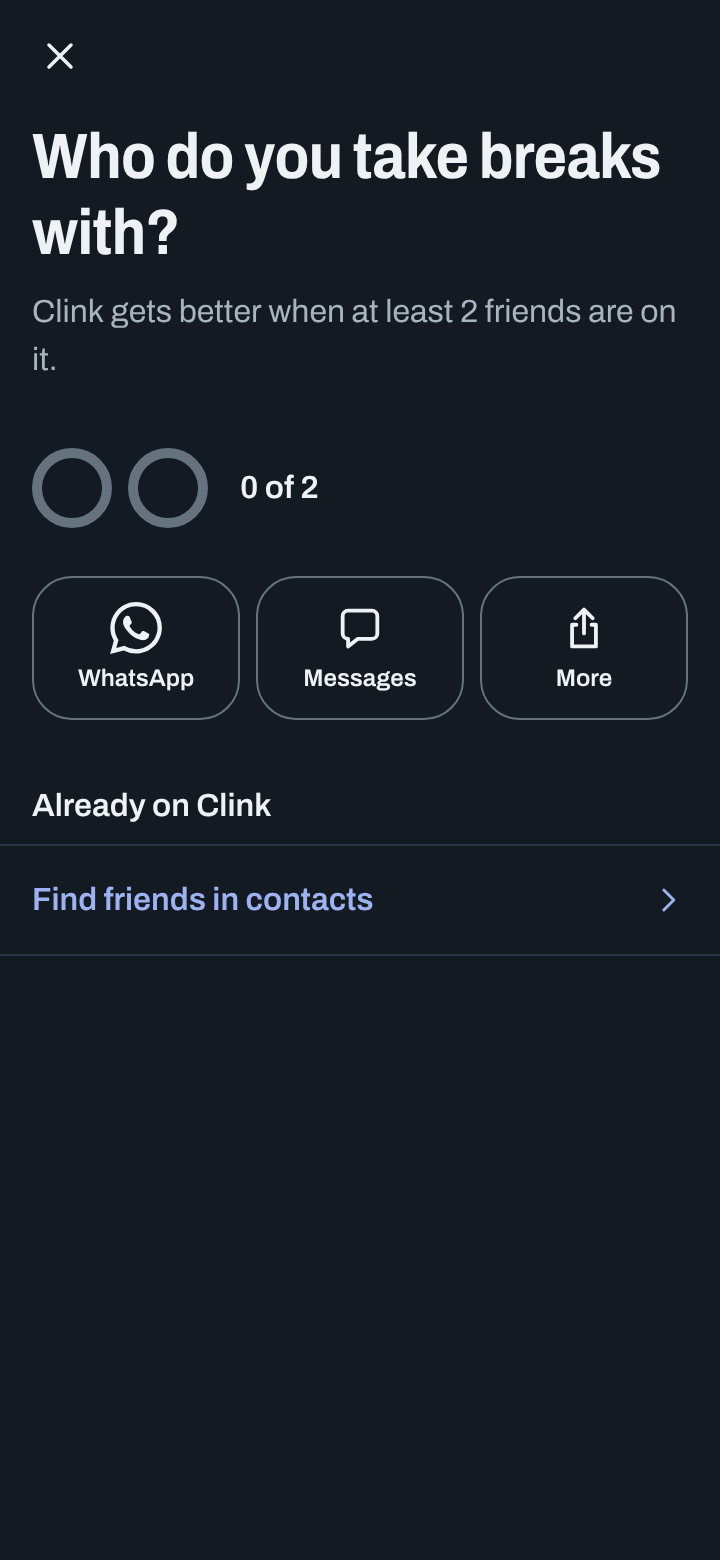 Who do you take breaks
with?
Clink gets better when at least 2 friends are on
it.
0 of 2
WhatsApp
Messages
More
Already on Clink
Find friends in contacts